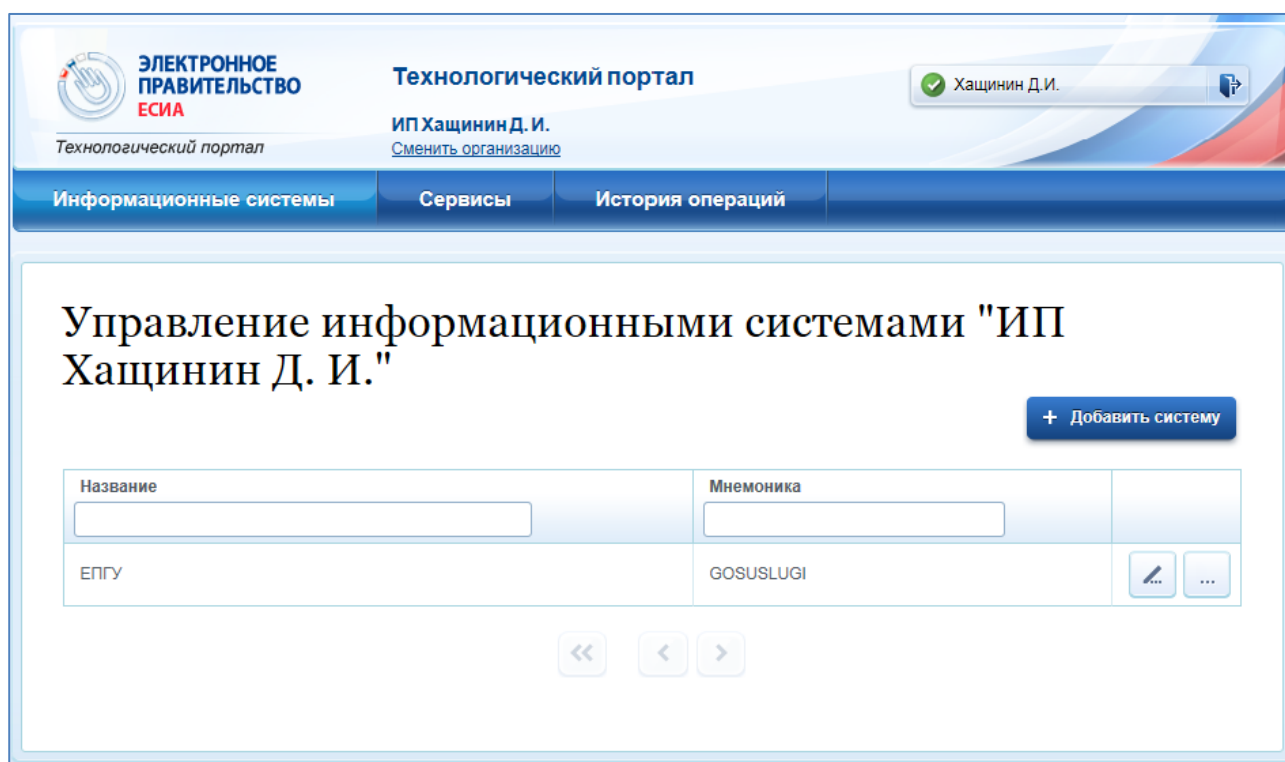 ЭЛЕКТРОННОЕ
ПРАВИТЕЛЬСТВО
ЕСИА
Технологический портал
Технологический портал
ИП Хащинин Д. И.
Сменить организацию
Хащинин Д.И.
Информационные системы
Сервисы
История операций
Управление информационными системами "ИП
Хащинин Д. И."
+ Добавить систему
Название
Мнемоника
ЕПГУ
GOSUSLUGI
...